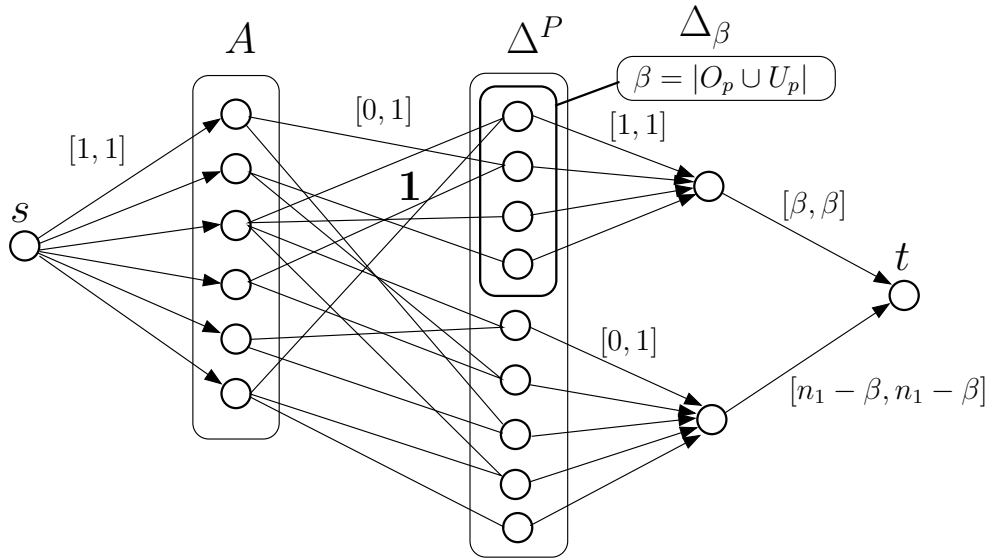 A
Δ^P
Δ_β
β = |O_p ∪ U_p|
[0, 1]
[1, 1]
[1, 1]
1
s
[β, β]
t
[0, 1]
[n_1 − β, n_1 − β]